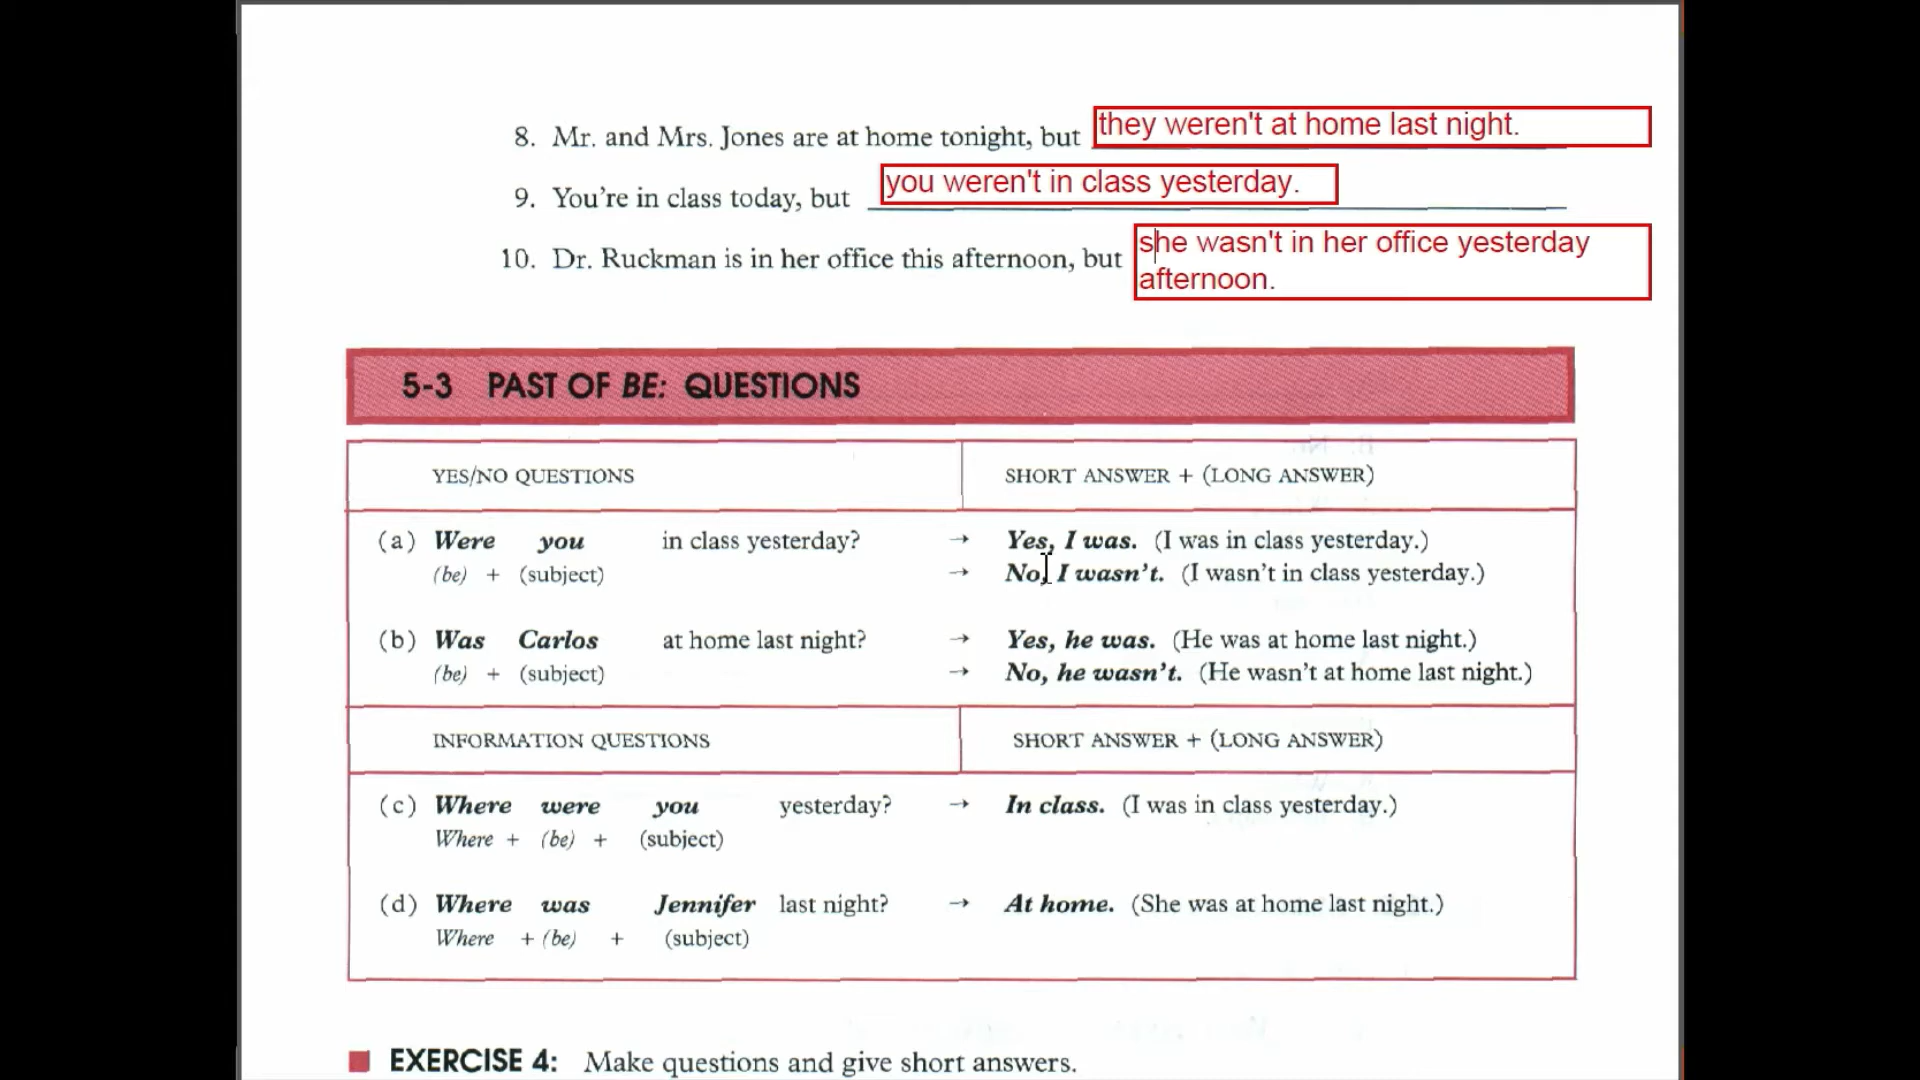 8. Mr. and Mrs. Jones are at home tonight, but they weren't at home last night.
9. You're in class today, but you weren't in class yesterday.
10. Dr. Ruckman is in her office this afternoon, but she wasn't in her office yesterday
afternoon.
5-3 PAST OF BE: QUESTIONS
YES/NO QUESTIONS SHORT ANSWER + (LONG ANSWER)
(a) Were you in class yesterday? → Yes, I was. (I was in class yesterday.)
(be) + (subject) → No, I wasn't. (I wasn't in class yesterday.)
(b) Was Carlos at home last night? → Yes, he was. (He was at home last night.)
(be) + (subject) → No, he wasn't. (He wasn't at home last night.)
INFORMATION QUESTIONS SHORT ANSWER + (LONG ANSWER)
(c) Where were you yesterday? → In class. (I was in class yesterday.)
Where + (be) + (subject)
(d) Where was Jennifer last night? → At home. (She was at home last night.)
Where + (be) + (subject)
EXERCISE 4: Make questions and give short answers.